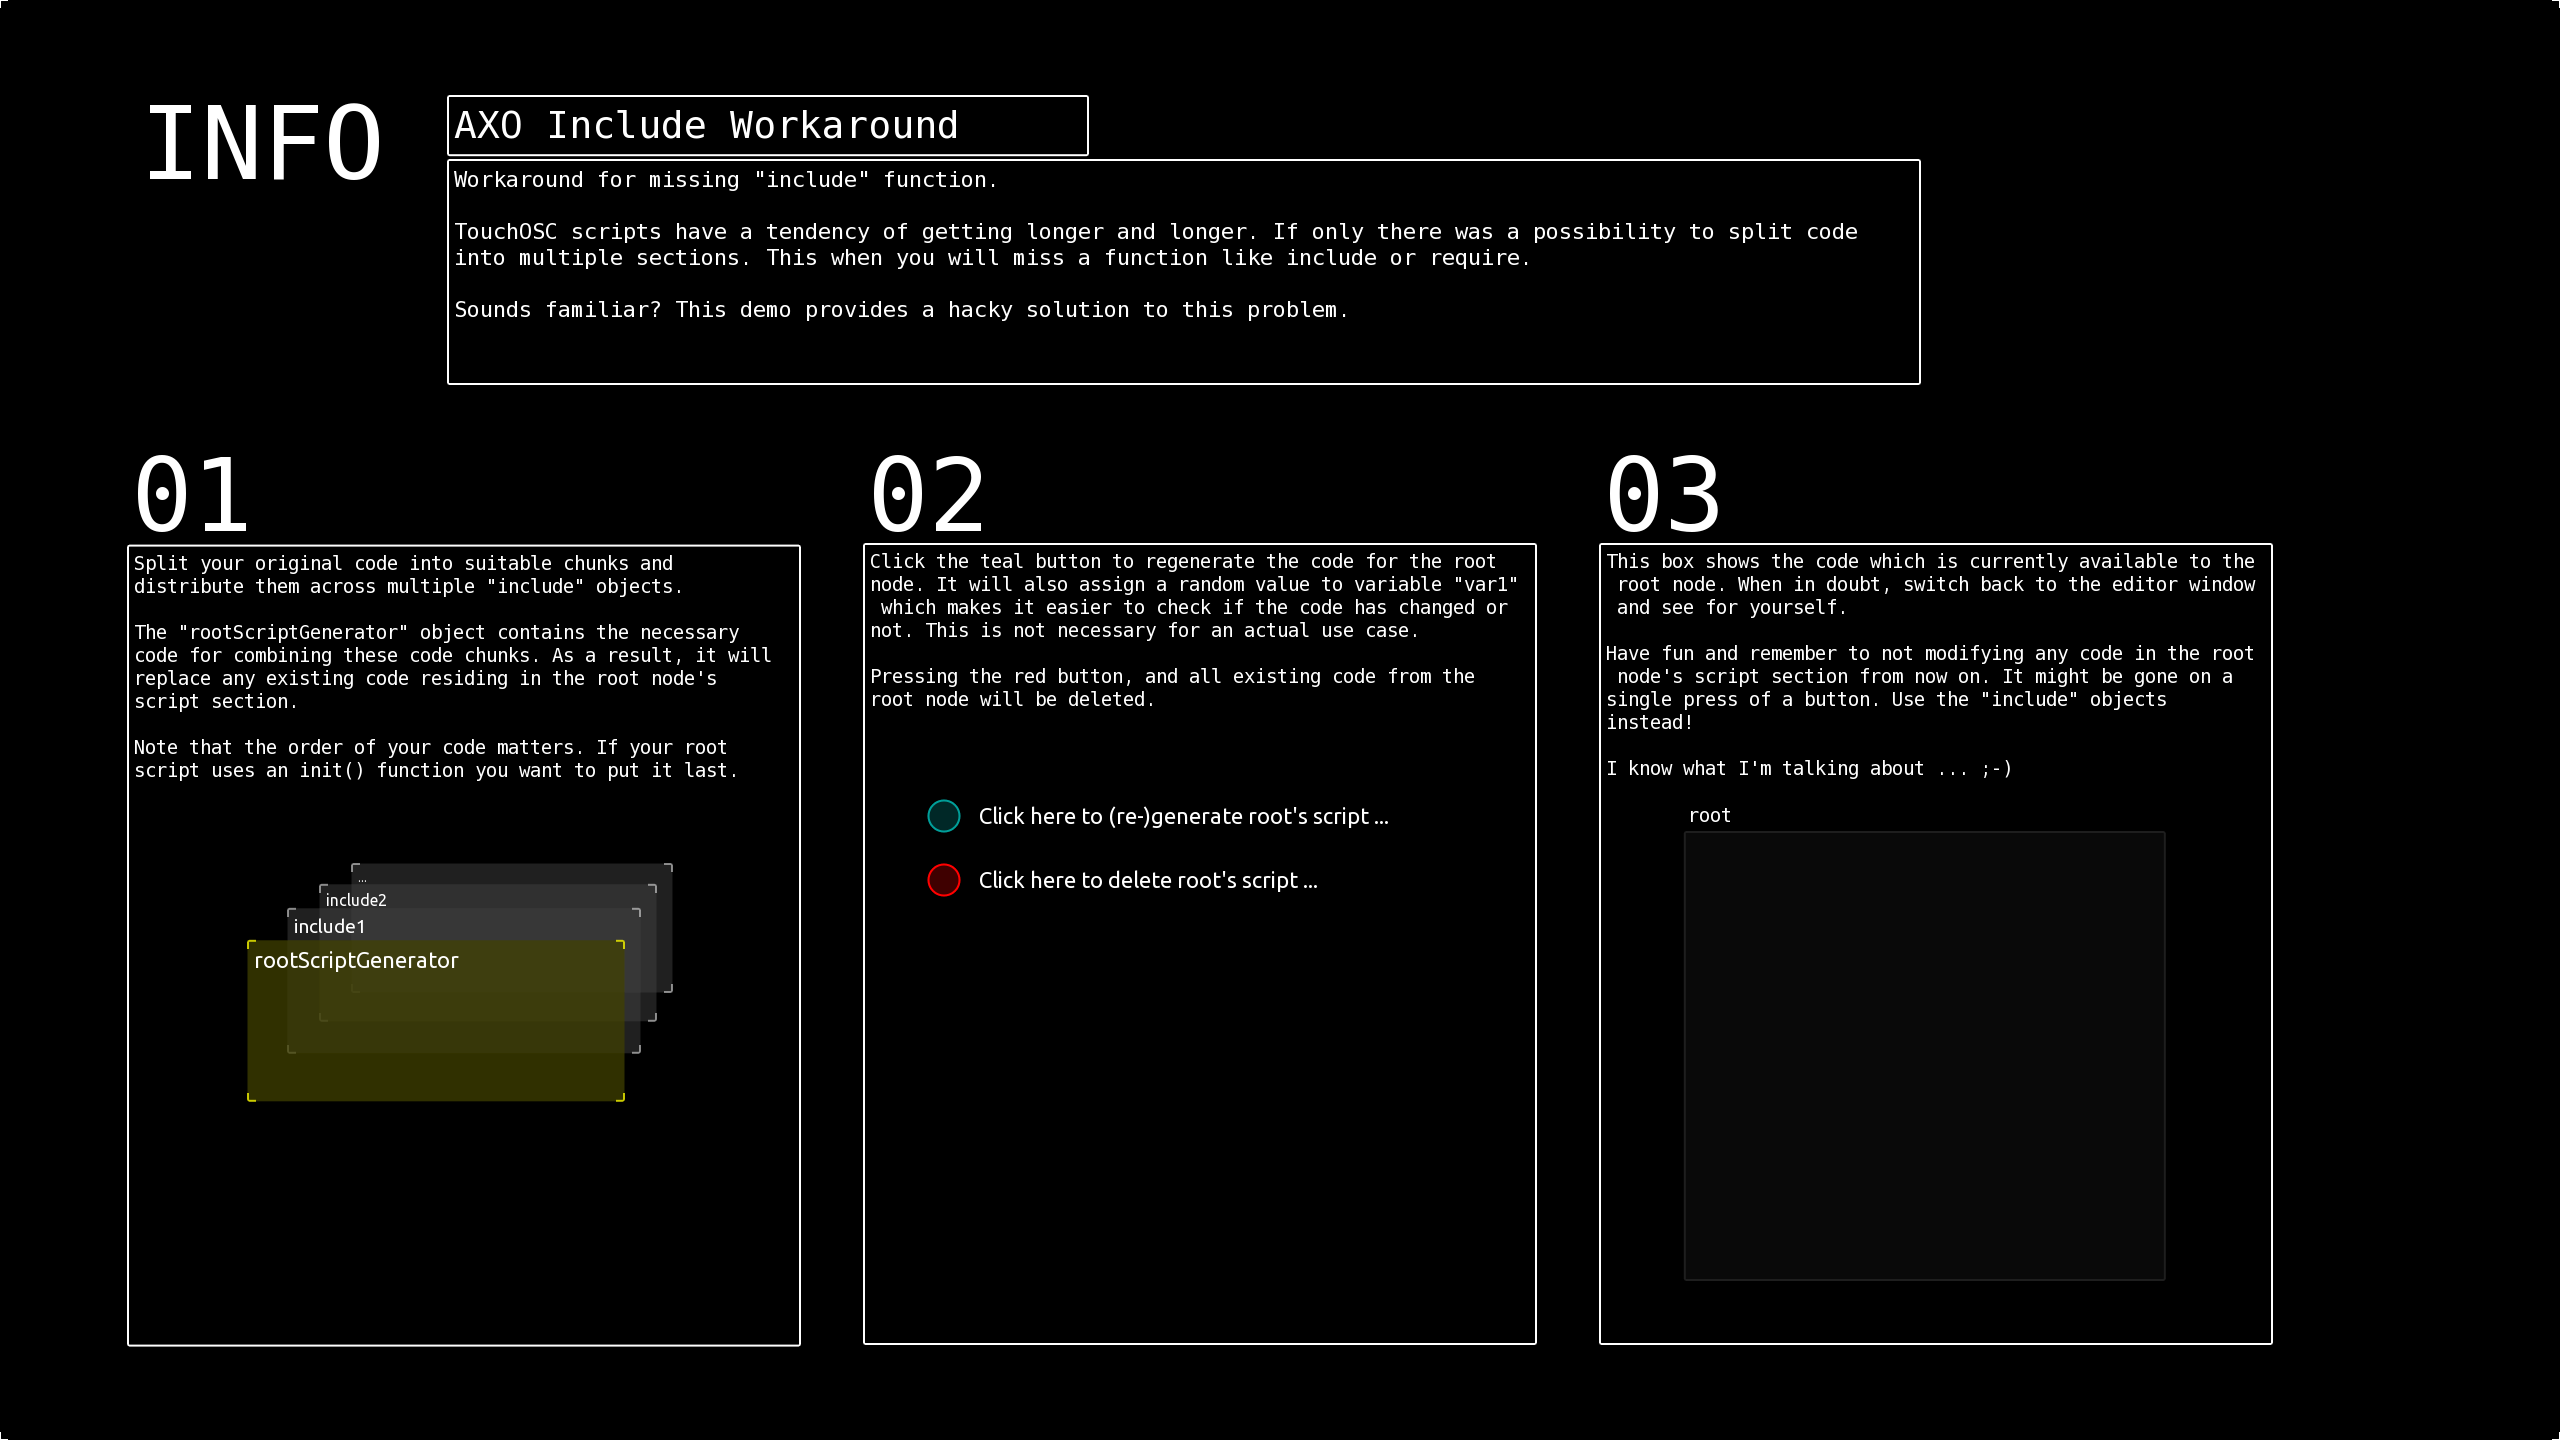 INFO
AXO Include Workaround
Workaround for missing "include" function.
TouchOSC scripts have a tendency of getting longer and longer. If only there was a possibility to split code
into multiple sections. This when you will miss a function like include or require.
Sounds familiar? This demo provides a hacky solution to this problem.
01
Split your original code into suitable chunks and
distribute them across multiple "include" objects.
The "rootScriptGenerator" object contains the necessary
code for combining these code chunks. As a result, it will
replace any existing code residing in the root node's
script section.
Note that the order of your code matters. If your root
script uses an init() function you want to put it last.
...
include2
include1
rootScriptGenerator
02
Click the teal button to regenerate the code for the root
node. It will also assign a random value to variable "var1"
which makes it easier to check if the code has changed or
not. This is not necessary for an actual use case.
Pressing the red button, and all existing code from the
root node will be deleted.
Click here to (re-)generate root's script ...
Click here to delete root's script ...
03
This box shows the code which is currently available to the
root node. When in doubt, switch back to the editor window
and see for yourself.
Have fun and remember to not modifying any code in the root
node's script section from now on. It might be gone on a
single press of a button. Use the "include" objects
instead!
I know what I'm talking about ... ;-)
root